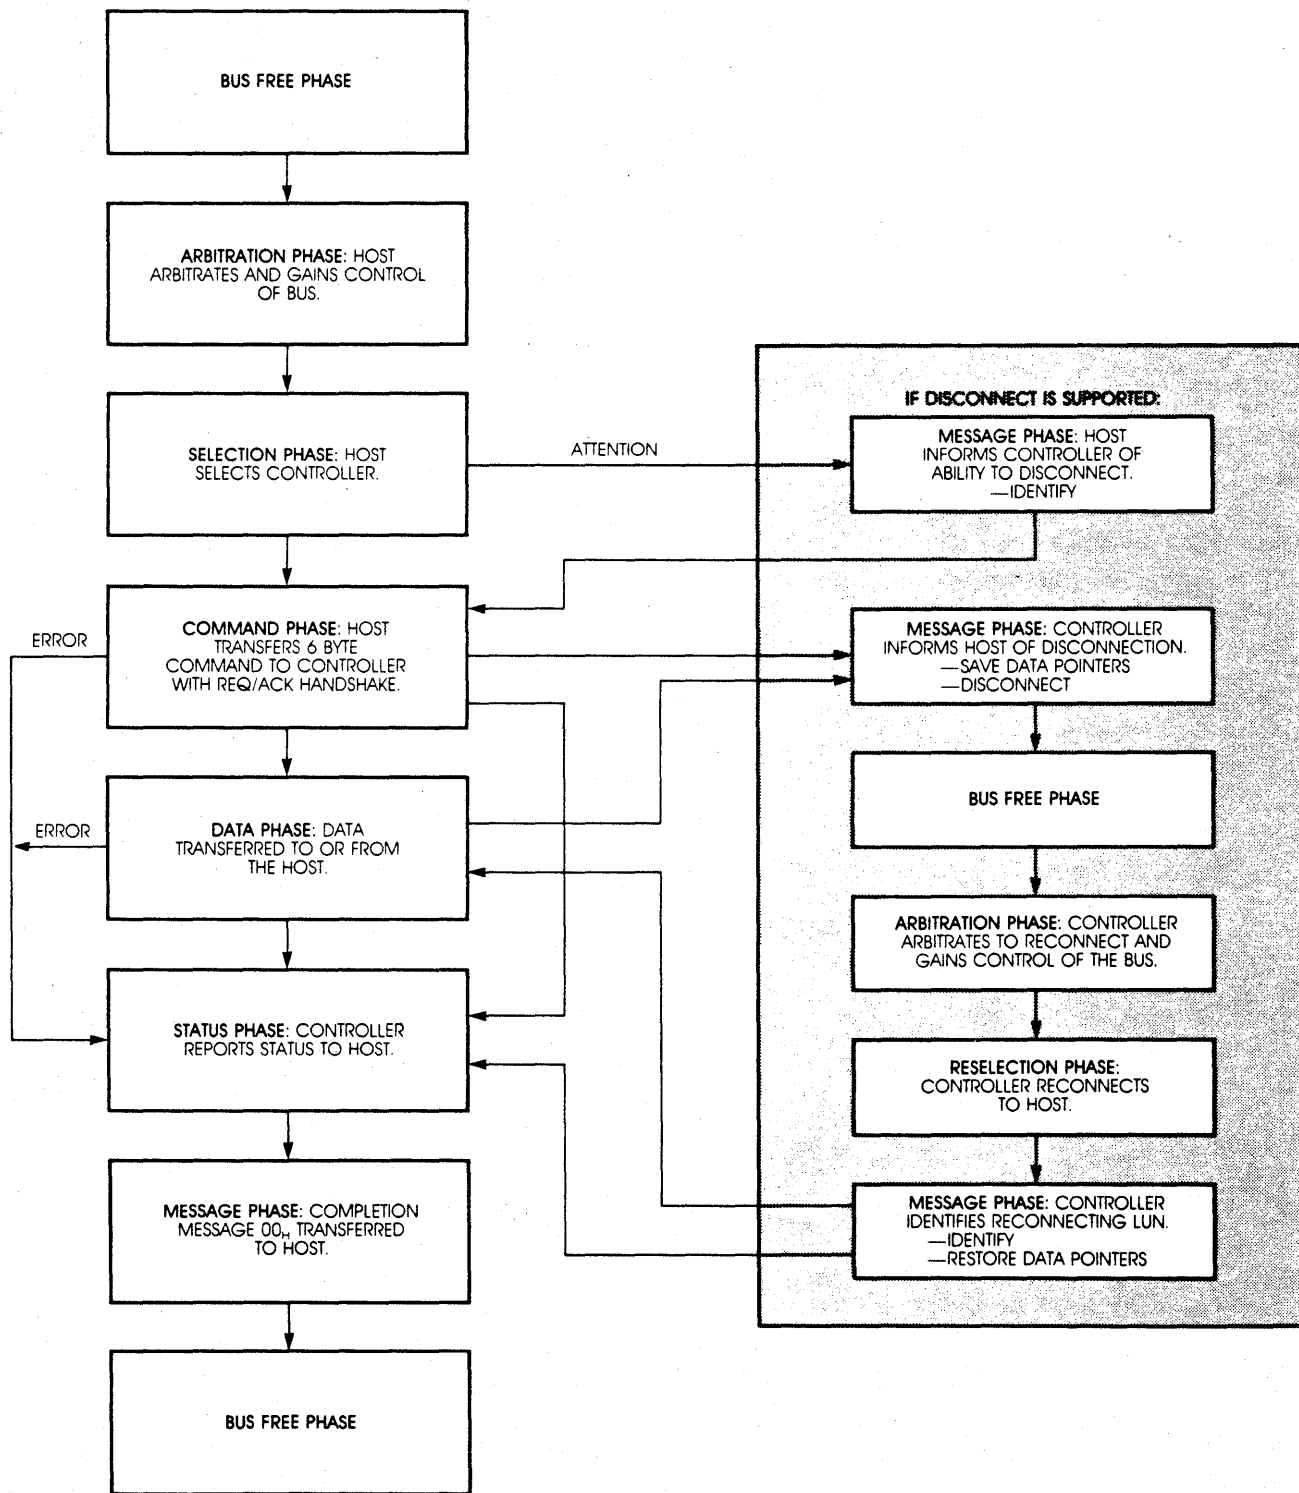 BUS FREE PHASE
ARBITRATION PHASE: HOST
ARBITRATES AND GAINS CONTROL
OF BUS.
SELECTION PHASE: HOST
SELECTS CONTROLLER.
ATTENTION
IF DISCONNECT IS SUPPORTED:
MESSAGE PHASE: HOST
INFORMS CONTROLLER OF
ABILITY TO DISCONNECT.
—IDENTIFY
ERROR
COMMAND PHASE: HOST
TRANSFERS 6 BYTE
COMMAND TO CONTROLLER
WITH REQ/ACK HANDSHAKE.
MESSAGE PHASE: CONTROLLER
INFORMS HOST OF DISCONNECTION.
—SAVE DATA POINTERS
—DISCONNECT
BUS FREE PHASE
ERROR
DATA PHASE: DATA
TRANSFERRED TO OR FROM
THE HOST.
ARBITRATION PHASE: CONTROLLER
ARBITRATES TO RECONNECT AND
GAINS CONTROL OF THE BUS.
STATUS PHASE: CONTROLLER
REPORTS STATUS TO HOST.
RESELECTION PHASE:
CONTROLLER RECONNECTS
TO HOST.
MESSAGE PHASE: COMPLETION
MESSAGE 00H TRANSFERRED
TO HOST.
MESSAGE PHASE: CONTROLLER
IDENTIFIES RECONNECTING LUN.
—IDENTIFY
—RESTORE DATA POINTERS
BUS FREE PHASE